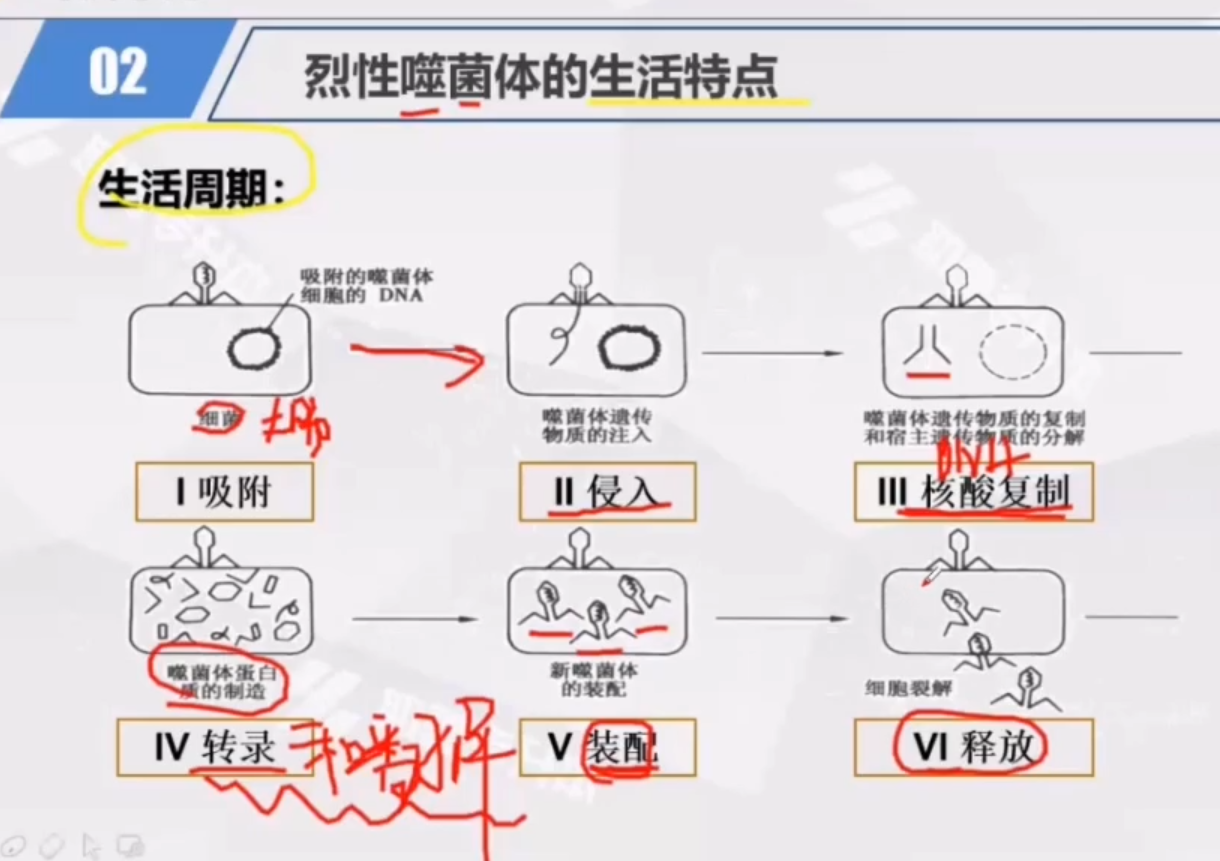 02
烈性噬菌体的生活特点
生活周期：
吸附的噬菌体
细胞的 DNA
细菌
噬菌体遗传
物质的注入
噬菌体遗传物质的复制
和宿主遗传物质的分解
DNA
I 吸附
II 侵入
III 核酸复制
噬菌体蛋白
质的制造
新噬菌体
的装配
细胞裂解
IV 转录
V 装配
VI 释放